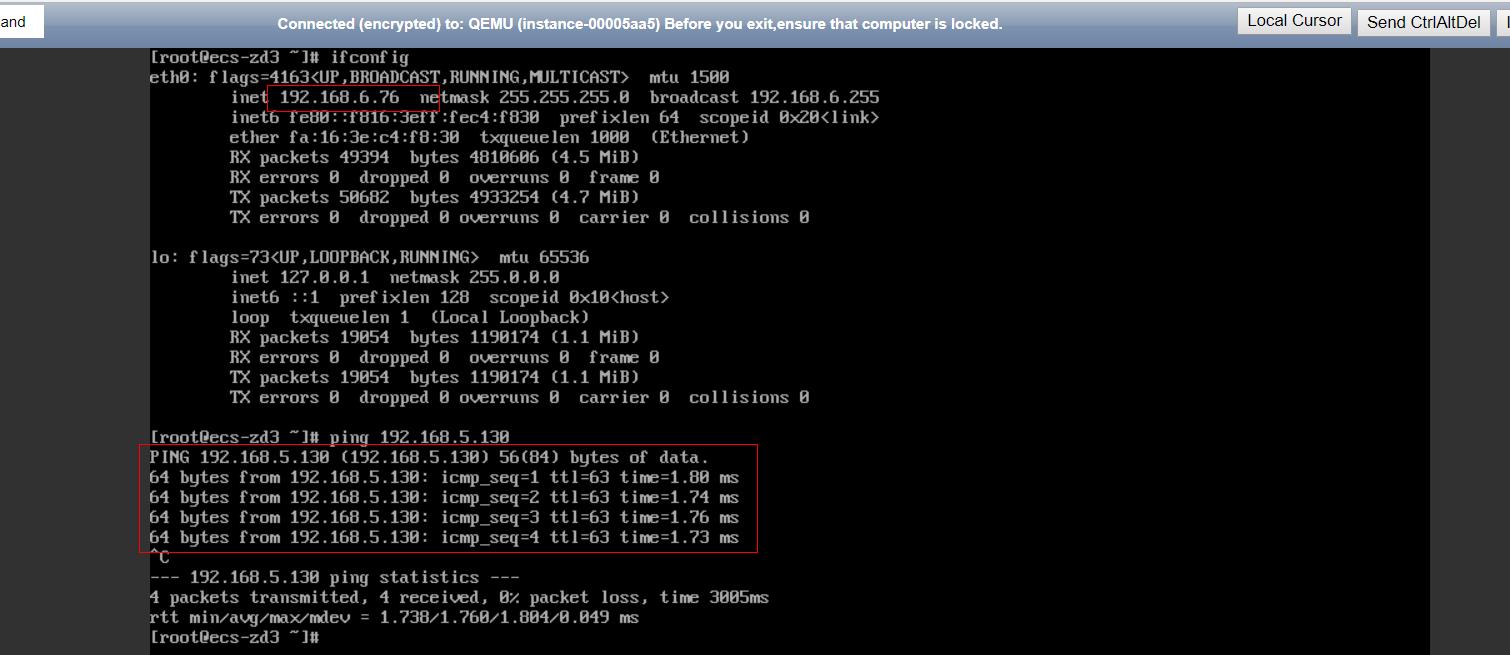 and
Connected (encrypted) to: QEMU (instance-00005aa5) Before you exit,ensure that computer is locked.
Local Cursor
Send CtrlAltDel
[root@ecs-zd3 ~]# ifconfig
eth0: flags=4163<UP,BROADCAST,RUNNING,MULTICAST>  mtu 1500
        inet 192.168.6.76  netmask 255.255.255.0  broadcast 192.168.6.255
        inet6 fe80::f816:3eff:fec4:f830  prefixlen 64  scopeid 0x20<link>
        ether fa:16:3e:c4:f8:30  txqueuelen 1000  (Ethernet)
        RX packets 49394  bytes 4810606 (4.5 MiB)
        RX errors 0  dropped 0  overruns 0  frame 0
        TX packets 50682  bytes 4933254 (4.7 MiB)
        TX errors 0  dropped 0 overruns 0  carrier 0  collisions 0
lo: flags=73<UP,LOOPBACK,RUNNING>  mtu 65536
        inet 127.0.0.1  netmask 255.0.0.0
        inet6 ::1  prefixlen 128  scopeid 0x10<host>
        loop  txqueuelen 1  (Local Loopback)
        RX packets 19054  bytes 1190174 (1.1 MiB)
        RX errors 0  dropped 0  overruns 0  frame 0
        TX packets 19054  bytes 1190174 (1.1 MiB)
        TX errors 0  dropped 0 overruns 0  carrier 0  collisions 0
[root@ecs-zd3 ~]# ping 192.168.5.130
PING 192.168.5.130 (192.168.5.130) 56(84) bytes of data.
64 bytes from 192.168.5.130: icmp_seq=1 ttl=63 time=1.80 ms
64 bytes from 192.168.5.130: icmp_seq=2 ttl=63 time=1.74 ms
64 bytes from 192.168.5.130: icmp_seq=3 ttl=63 time=1.76 ms
64 bytes from 192.168.5.130: icmp_seq=4 ttl=63 time=1.73 ms
^C
--- 192.168.5.130 ping statistics ---
4 packets transmitted, 4 received, 0% packet loss, time 3005ms
rtt min/avg/max/mdev = 1.738/1.760/1.804/0.049 ms
[root@ecs-zd3 ~]#